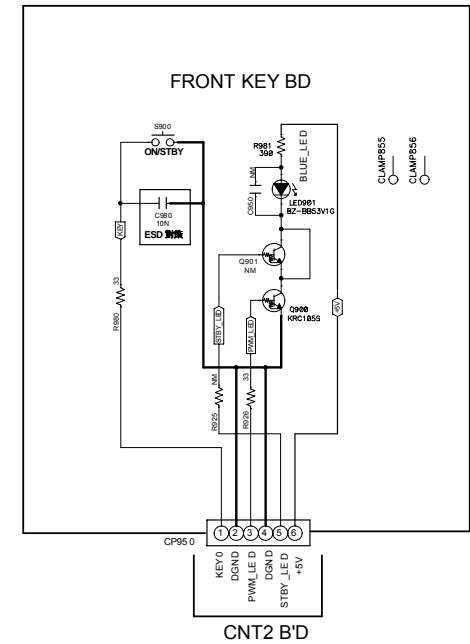 FRONT KEY BD
S900
ON/STBY
R981
390
BLUE_LED
NM
C950
LED901
BZ-BB53V1G
CLAMP855
CLAMP856
C980
10N
ESD 對策
KEY
33
R980
Q901
NM
Q900
KRC105S
STBY_LED
PWM_LED
+5V
NM
R925
33
R926
CP950
1 2 3 4 5 6
KEY0
DGND
PWM_LED
DGND
STBY_LED
+5V
CNT2 B'D